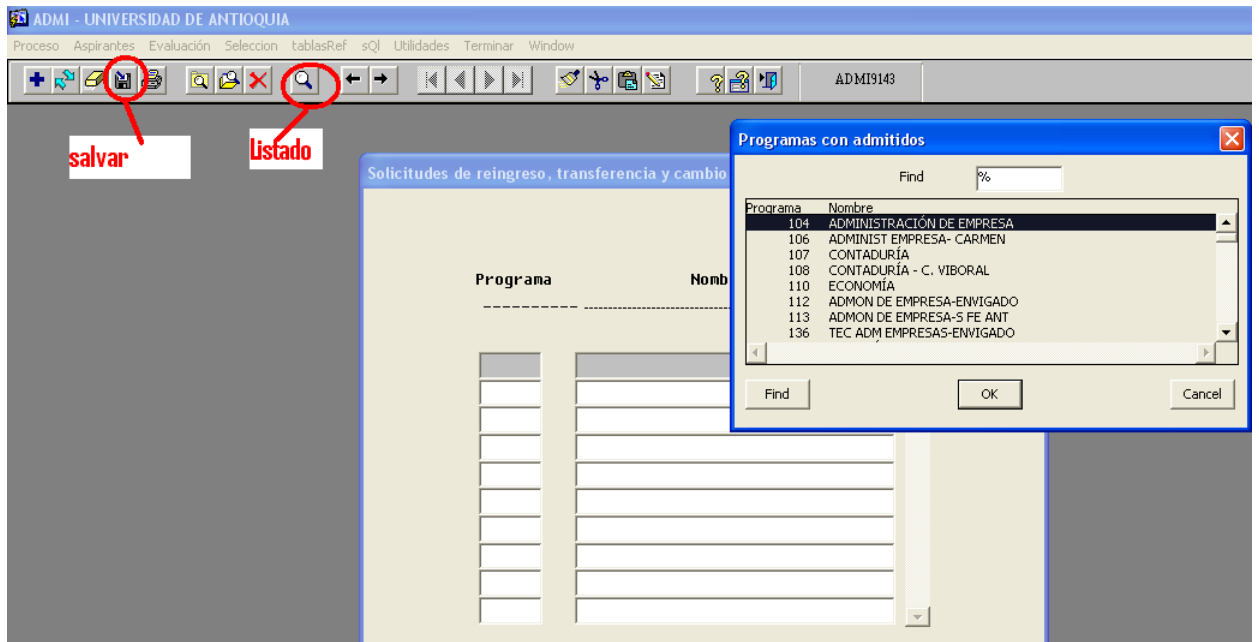 ADMI - UNIVERSIDAD DE ANTIOQUIA
Proceso Aspirantes Evaluación Seleccion tablasRef sQl Utilidades Terminar Window
ADMI9143
salvar
Listado
Solicitudes de reingreso, transferencia y cambio
Programa Nomb
---------- 
Programas con admitidos
Find %
Programa Nombre
104 ADMINISTRACIÓN DE EMPRESA
106 ADMINIST EMPRESA- CARMEN
107 CONTADURÍA
108 CONTADURÍA - C. VIBORAL
110 ECONOMÍA
112 ADMON DE EMPRESA-ENVIGADO
113 ADMON DE EMPRESA-S FE ANT
136 TEC ADM EMPRESAS-ENVIGADO
Find OK Cancel